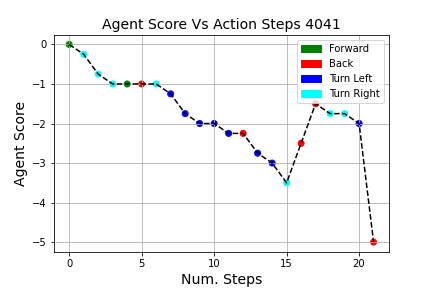 Agent Score Vs Action Steps 4041
Forward
Back
Turn Left
Turn Right
Agent Score
0
−1
−2
−3
−4
−5
0
5
10
15
20
Num. Steps